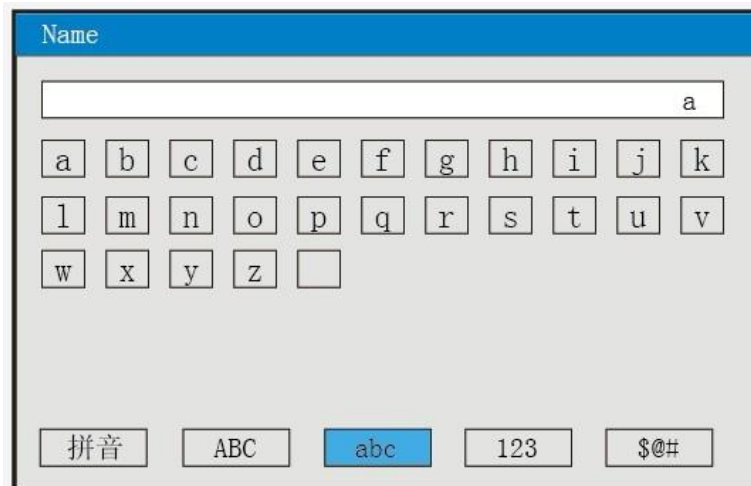 Name
a
a b c d e f g h i j k
l m n o p q r s t u v
w x y z
拼音 ABC abc 123 $@#